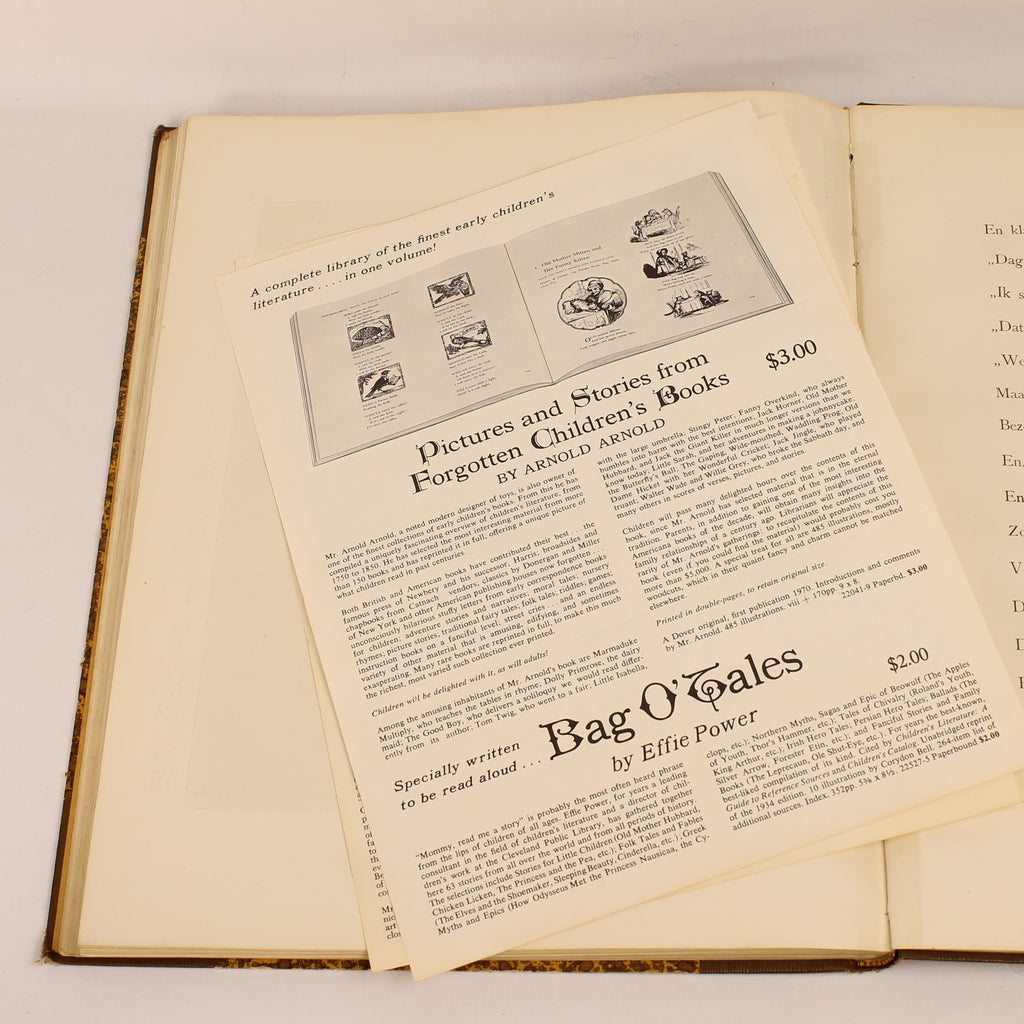 A complete library of the finest early children's
literature . . . . in one volume!
Old Mother Mitten and
Her Funny Kitten
$3.00
Pictures and Stories from
Forgotten Children's Books
BY ARNOLD ARNOLD
Mr. Arnold Arnold, a noted modern designer of toys, is also owner of
one of the finest collections of early children's books. From this he has
compiled a uniquely fascinating overview of children's literature, from
1750 to 1850. He has selected the most interesting material from more
than 150 books and has reprinted it in full, offering a unique picture of
what children read in past centuries.
Both British and American books have contributed their best . . . the
famous press of Newbery and his successor, Harris; broadsides and
chapbooks from Catnach vendors; classics by Donergan and Miller
of New York and other American publishing houses now forgotten . . .
unconsciously hilarious stuffy letters from early correspondence books
for children; adventure stories and narratives; moral tales, nursery
rhymes, picture stories, traditional fairy tales; folk tales; riddles, games,
instruction books on a fanciful level; street cries . . . and an endless
variety of other material that is amusing, edifying, and sometimes
exasperating. Many rare books are reprinted in full, to make this much
the richest, most varied such collection ever printed.
Children will be delighted with it, as will adults!
Among the amusing inhabitants of Mr. Arnold's book are Marmaduke
Multiply, who teaches the tables in rhyme; Dolly Primrose, the dairy
maid; The Good Boy, who delivers a soliloquy we would read differ-
ently from its author; Tom Twig, who went to a fair; Little Isabella,
with the large umbrella, Stingy Peter; Fanny Overkind, who always
bumbles into harm with the best intentions; Jack Horner, Old Mother
Hubbard, and Jack the Giant Killer in much longer versions than we
know today; Little Sarah, and her adventures in making a johnnycake;
the Butterfly's Ball; The Gaping, Wide-mouthed, Waddling Frog; Old
Dame Hicket with her Wonderful Cricket; Jack Jingle, who played
truant; Walter Wade and Willie Grey, who broke the Sabbath day, and
many others in scores of verses, pictures, and stories.
Children will pass many delighted hours over the contents of this
book, since Mr. Arnold has selected material that is in the eternal
tradition. Parents, in addition to gaining one of the most interesting
Americana books of the decade, will obtain many insights into the
family relationships of a century ago. Librarians will appreciate the
rarity of Mr. Arnold's gatherings: to recapitulate the contents of this
book (even if you could find the material) would probably cost you
more than $5,000. A special treat for all are 485 illustrations, mostly
woodcuts, which in their quaint fancy and charm cannot be matched
elsewhere.
Printed in double-pages, to retain original size.
A Dover original, first publication 1970. Introductions and comments
by Mr. Arnold. 485 illustrations. viii + 170pp. 9 x 8.
22041-9 Paperbd. $3.00
$2.00
Specially written
to be read aloud . . .
Bag O' Tales
by Effie Power
"Mommy, read me a story" is probably the most often heard phrase
from the lips of children of all ages. Effie Power, for years a leading
consultant in the field of children's literature and a director of chil-
dren's work at the Cleveland Public Library, has gathered together
here 63 stories from all over the world and from all periods of history.
The selections include Stories for Little Children (Old Mother Hubbard,
Chicken Licken, The Princess and the Pea, etc.); Folk Tales and Fables
(The Elves and the Shoemaker, Sleeping Beauty, Cinderella, etc.); Greek
Myths and Epics (How Odysseus Met the Princess Nausicaa, the Cy-
clops, etc.); Northern Myths, Sagas and Epic of Beowulf (The Apples
of Youth, Thor's Hammer, etc.); Tales of Chivalry (Roland's Youth,
King Arthur, etc.); Irish Hero Tales; Persian Hero Tales; Ballads (The
Silver Arrow, Forester Etin, etc.); and Fanciful Stories and Family
Books (The Leprecaun, Ole Shut-Eye, etc.). For years the best-known,
best-liked compilation of its kind. Cited by Children's Literature: A
Guide to Reference Sources and Children's Catalog. Unabridged reprint
of the 1934 edition. 10 illustrations by Corydon Bell. 264-item list of
additional sources. Index. 352pp. 5⅜ x 8½. 22527-5 Paperbound $2.00
En kla
„Dag
„Ik s
„Dat
„We
Maa
Bez
En
En